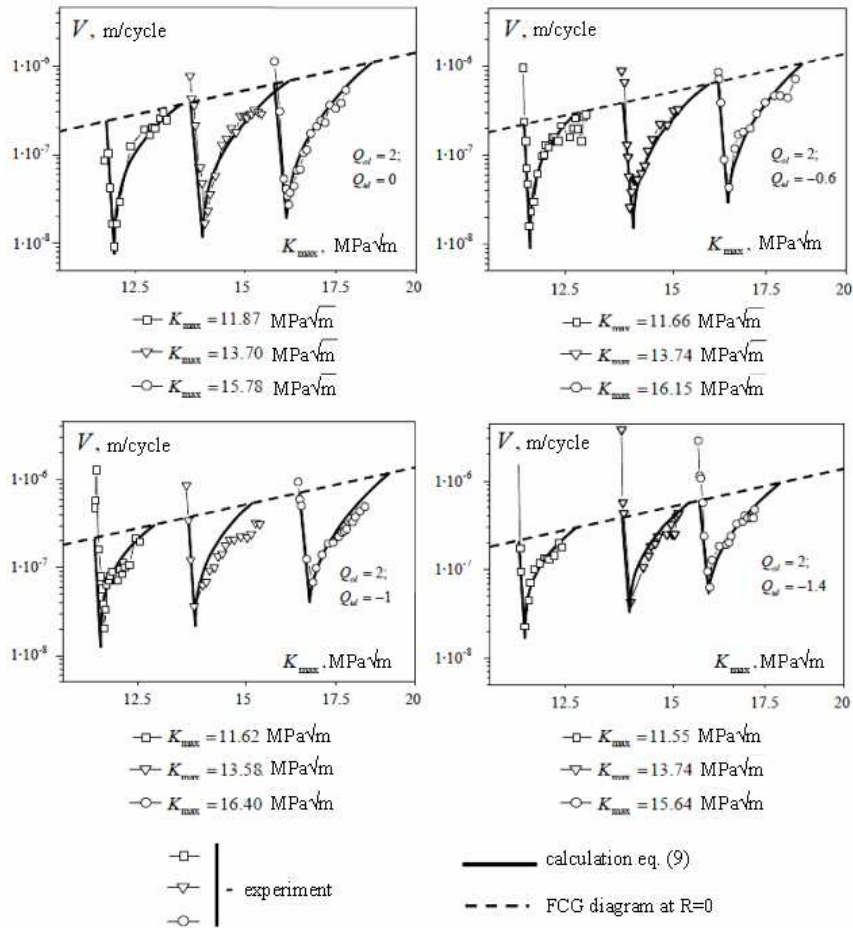 V, m/cycle
1·10⁻⁶
1·10⁻⁷
1·10⁻⁸
Q_ol = 2;
Q_ul = 0
K_max, MPa√m
12.5 15 17.5 20
K_max = 11.87 MPa√m
K_max = 13.70 MPa√m
K_max = 15.78 MPa√m
V, m/cycle
1·10⁻⁶
1·10⁻⁷
1·10⁻⁸
Q_ol = 2;
Q_ul = −0.6
K_max, MPa√m
12.5 15 17.5 20
K_max = 11.66 MPa√m
K_max = 13.74 MPa√m
K_max = 16.15 MPa√m
V, m/cycle
1·10⁻⁶
1·10⁻⁷
1·10⁻⁸
Q_ol = 2;
Q_ul = −1
K_max, MPa√m
12.5 15 17.5 20
K_max = 11.62 MPa√m
K_max = 13.58 MPa√m
K_max = 16.40 MPa√m
V, m/cycle
1·10⁻⁶
1·10⁻⁷
1·10⁻⁸
Q_ol = 2;
Q_ul = −1.4
K_max, MPa√m
12.5 15 17.5 20
K_max = 11.55 MPa√m
K_max = 13.74 MPa√m
K_max = 15.64 MPa√m
- experiment
calculation eq. (9)
FCG diagram at R=0